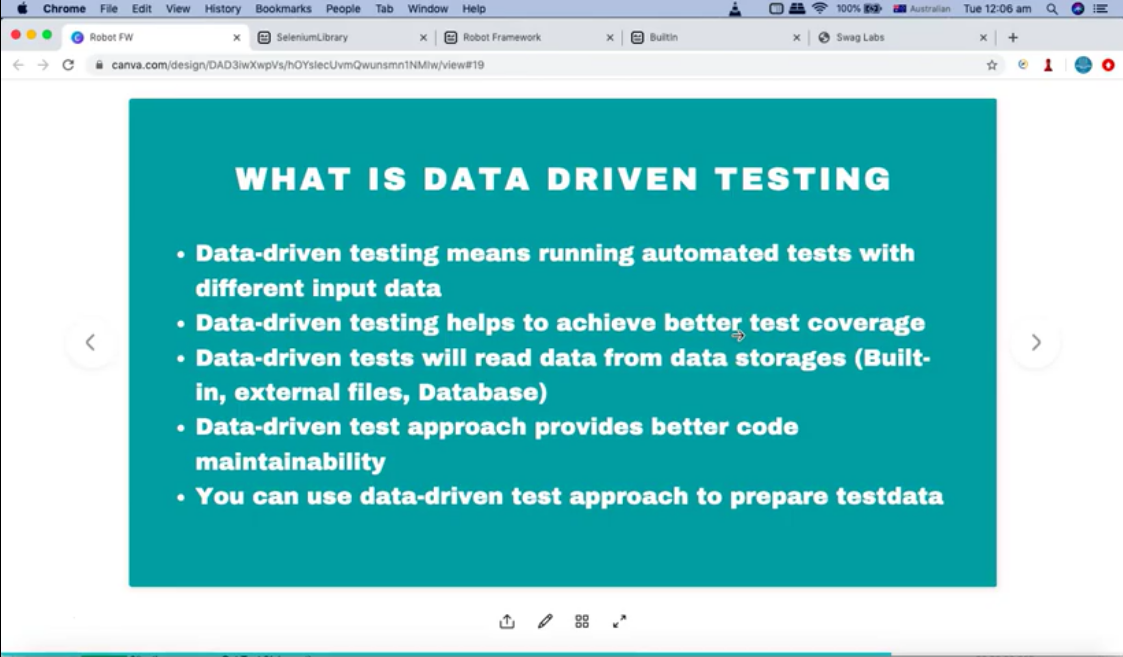 Chrome File Edit View History Bookmarks People Tab Window Help 100% Australian Tue 12:06 am
Robot FW SeleniumLibrary Robot Framework BuiltIn Swag Labs
canva.com/design/DAD3iwXwpVs/hOYslecUvmQwunsmn1NMIw/view#19
WHAT IS DATA DRIVEN TESTING
• Data-driven testing means running automated tests with
different input data
• Data-driven testing helps to achieve better test coverage
• Data-driven tests will read data from data storages (Built-
in, external files, Database)
• Data-driven test approach provides better code
maintainability
• You can use data-driven test approach to prepare testdata